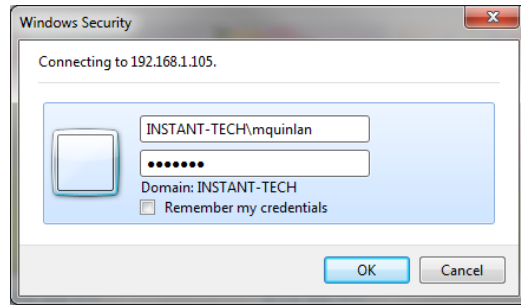 Windows Security
Connecting to 192.168.1.105.
INSTANT-TECH\mquinlan
●●●●●●●
Domain: INSTANT-TECH
Remember my credentials
OK Cancel